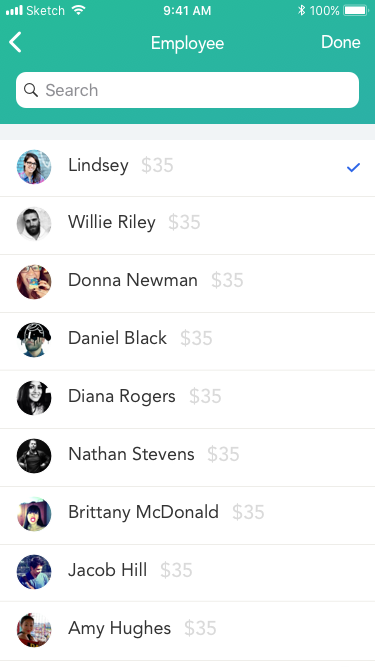 Sketch 9:41 AM 100%
Employee Done
Search
Lindsey $35
Willie Riley $35
Donna Newman $35
Daniel Black $35
Diana Rogers $35
Nathan Stevens $35
Brittany McDonald $35
Jacob Hill $35
Amy Hughes $35